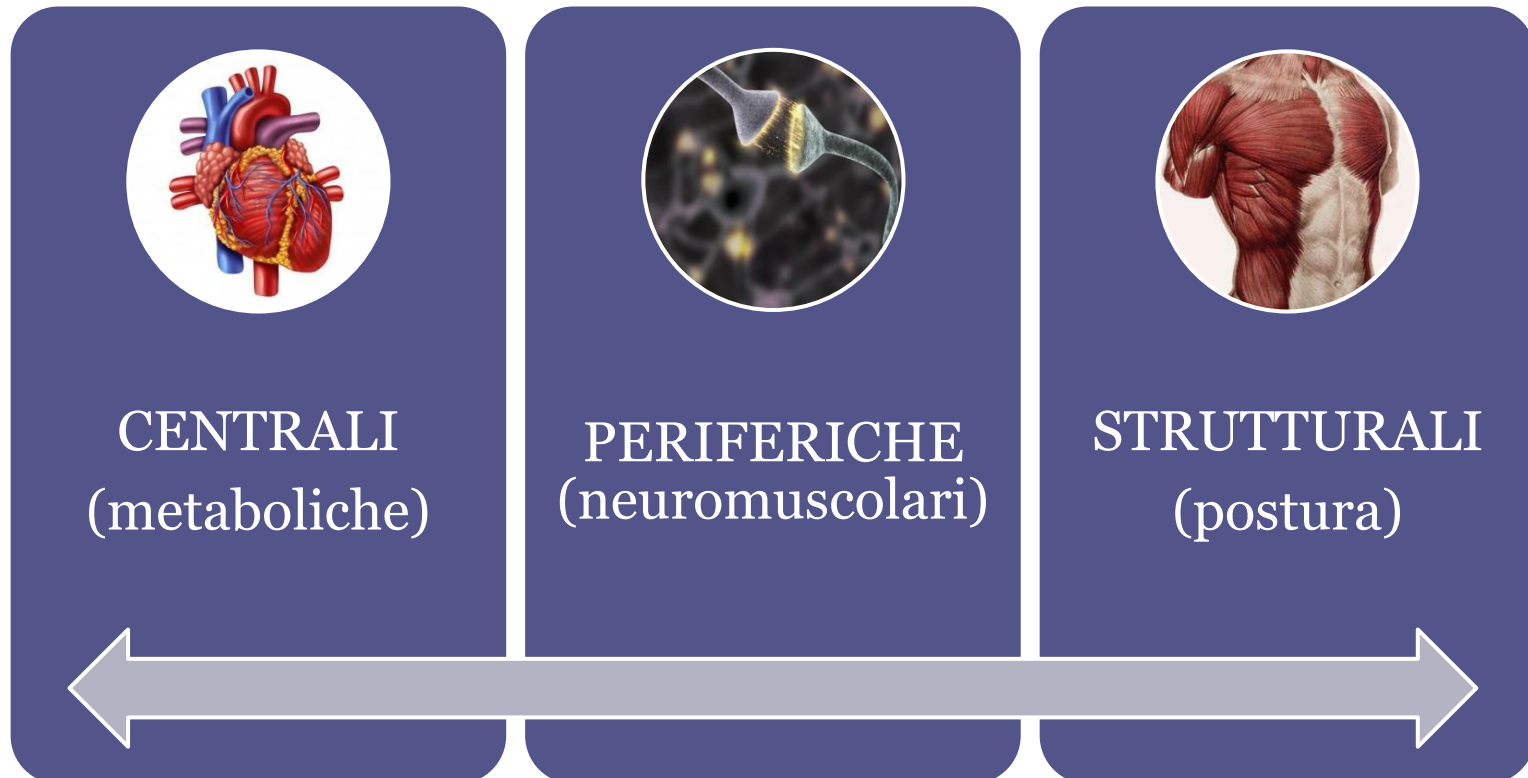 CENTRALI
(metaboliche)
PERIFERICHE
(neuromuscolari)
STRUTTURALI
(postura)